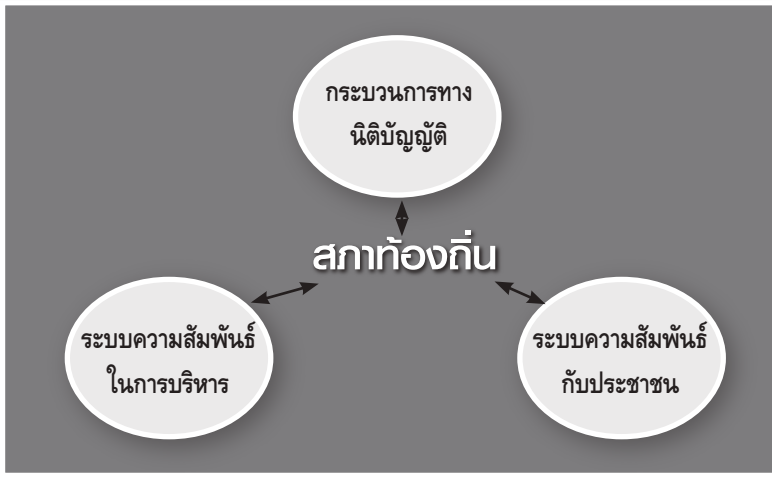 กระบวนการทาง
นิติบัญญัติ
สภาท้องถิ่น
ระบบความสัมพันธ์
ในการบริหาร
ระบบความสัมพันธ์
กับประชาชน